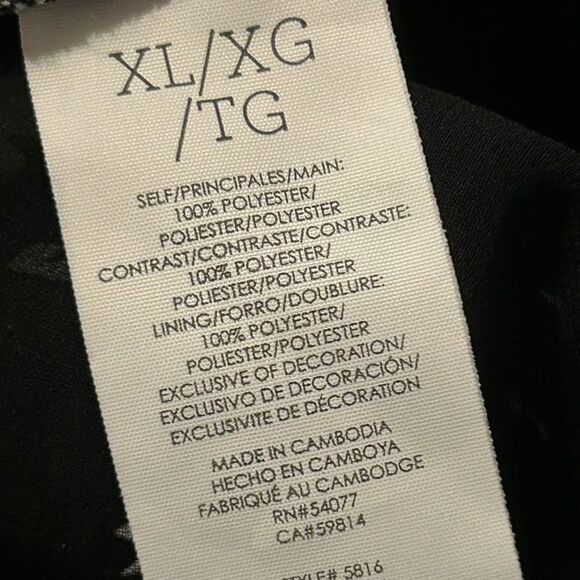 XL/XG
/TG
SELF/PRINCIPALES/MAIN:
100% POLYESTER/
POLIESTER/POLYESTER
CONTRAST/CONTRASTE/CONTRASTE:
100% POLYESTER/
POLIESTER/POLYESTER
LINING/FORRO/DOUBLURE:
100% POLYESTER/
POLIESTER/POLYESTER
EXCLUSIVE OF DECORATION/
EXCLUSIVO DE DECORACIÓN/
EXCLUSIVITE DE DÉCORATION
MADE IN CAMBODIA
HECHO EN CAMBOYA
FABRIQUÉ AU CAMBODGE
RN#54077
CA#59814
STYLE# 5816